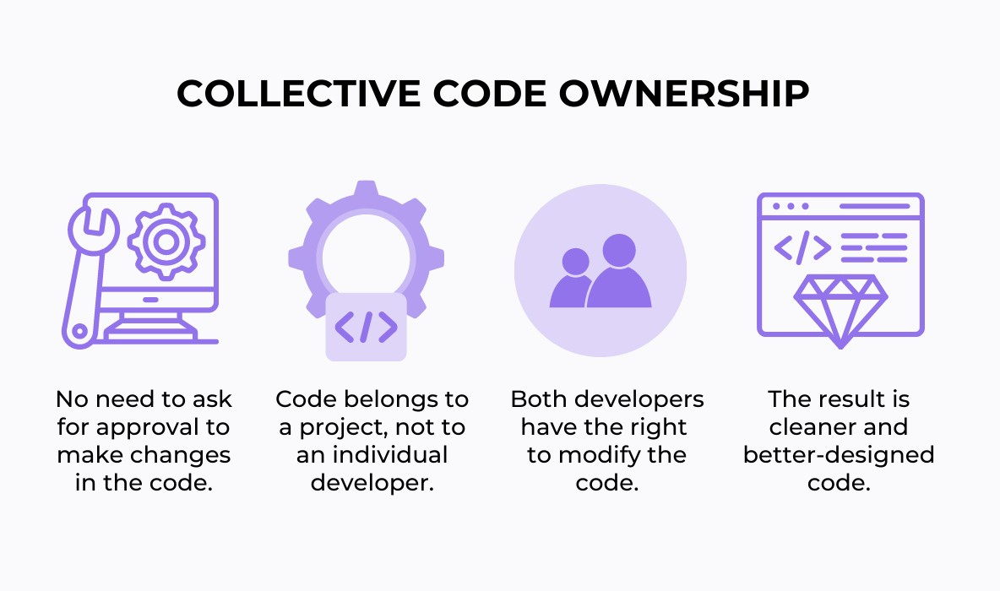 COLLECTIVE CODE OWNERSHIP
</>
</>
No need to ask
for approval to
make changes
in the code.
Code belongs to
a project, not to
an individual
developer.
Both developers
have the right
to modify the
code.
The result is
cleaner and
better-designed
code.